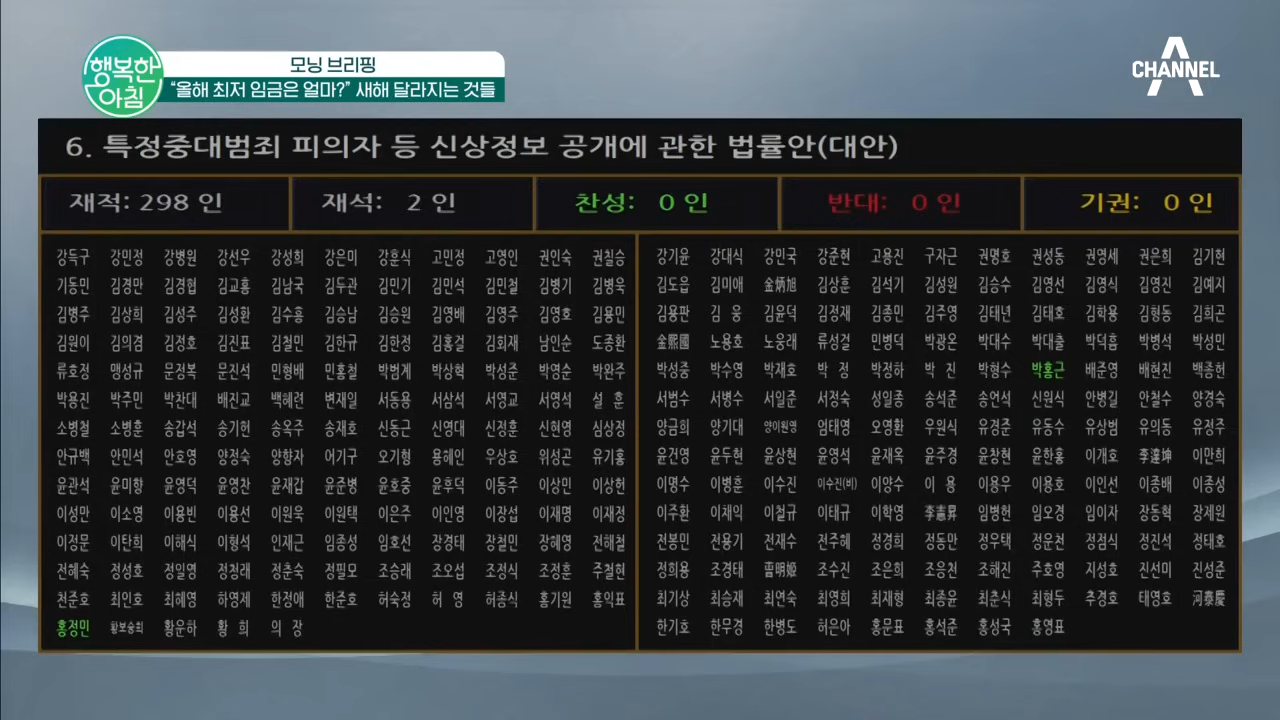 행복한
아침
모닝 브리핑
“올해 최저 임금은 얼마?” 새해 달라지는 것들
CHANNEL
6. 특정중대범죄 피의자 등 신상정보 공개에 관한 법률안(대안)
재적: 298 인 재석: 2 인 찬성: 0 인 반대: 0 인 기권: 0 인
강득구 강민정 강병원 강선우 강성희 강은미 강훈식 고민정 고영인 권인숙 권칠승
기동민 김경만 김경협 김교흥 김남국 김두관 김민기 김민석 김민철 김병기 김병욱
김병주 김상희 김성주 김성환 김수흥 김승남 김승원 김영배 김영주 김영호 김용민
김원이 김의겸 김정호 김진표 김철민 김한규 김한정 김홍걸 김회재 남인순 도종환
류호정 맹성규 문정복 문진석 민형배 민홍철 박범계 박상혁 박성준 박영순 박완주
박용진 박주민 박찬대 배진교 백혜련 변재일 서동용 서삼석 서영교 서영석 설 훈
소병철 소병훈 송갑석 송기헌 송옥주 송재호 신동근 신영대 신정훈 신현영 심상정
안규백 안민석 안호영 양정숙 양향자 어기구 오기형 용혜인 우상호 위성곤 유기홍
윤관석 윤미향 윤영덕 윤영찬 윤재갑 윤준병 윤호중 윤후덕 이동주 이상민 이상헌
이성만 이소영 이용빈 이용선 이원욱 이원택 이은주 이인영 이장섭 이재명 이재정
이정문 이탄희 이해식 이형석 인재근 임종성 임호선 장경태 장철민 장혜영 전해철
전혜숙 정성호 정일영 정청래 정춘숙 정필모 조승래 조오섭 조정식 조정훈 주철현
천준호 최인호 최혜영 하영제 한정애 한준호 허숙정 허 영 허종식 홍기원 홍익표
홍정민 황보승희 황운하 황 희 의 장
강기윤 강대식 강민국 강준현 고용진 구자근 권명호 권성동 권영세 권은희 김기현
김도읍 김미애 金炳旭 김상훈 김석기 김성원 김승수 김영선 김영식 김영진 김예지
김용판 김 웅 김윤덕 김정재 김종민 김주영 김태년 김태호 김학용 김형동 김희곤
金熙國 노용호 노웅래 류성걸 민병덕 박광온 박대수 박대출 박덕흠 박병석 박성민
박성중 박수영 박재호 박 정 박정하 박 진 박형수 박홍근 배준영 배현진 백종헌
서범수 서병수 서일준 서정숙 성일종 송석준 송언석 신원식 안병길 안철수 양경숙
양금희 양기대 양이원영 엄태영 오영환 우원식 유경준 유동수 유상범 유의동 유정주
윤건영 윤두현 윤상현 윤영석 윤재옥 윤주경 윤창현 윤한홍 이개호 李達坤 이만희
이명수 이병훈 이수진 이수진(비) 이양수 이 용 이용우 이용호 이인선 이종배 이종성
이주환 이채익 이철규 이태규 이학영 李憲昇 임병헌 임오경 임이자 장동혁 장제원
전봉민 전용기 전재수 전주혜 정경희 정동만 정우택 정운천 정점식 정진석 정태호
정희용 조경태 曺明姬 조수진 조은희 조응천 조해진 주호영 지성호 진선미 진성준
최기상 최승재 최연숙 최영희 최재형 최종윤 최춘식 최형두 추경호 태영호 河泰慶
한기호 한무경 한병도 허은아 홍문표 홍석준 홍성국 홍영표